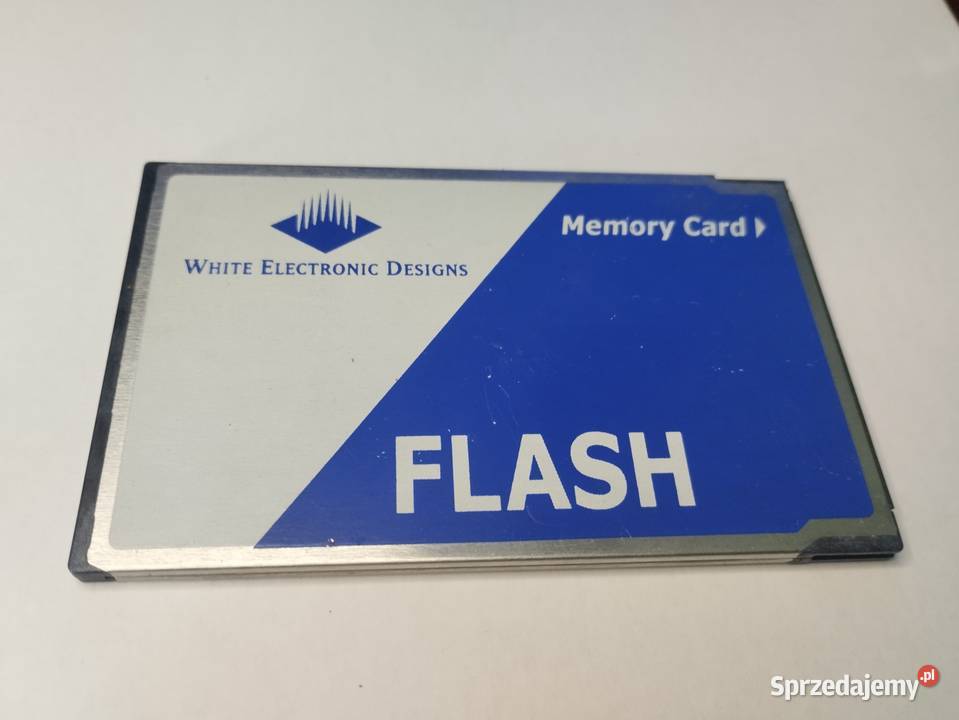 Memory Card
WHITE ELECTRONIC DESIGNS
FLASH
Sprzedajemy.pl